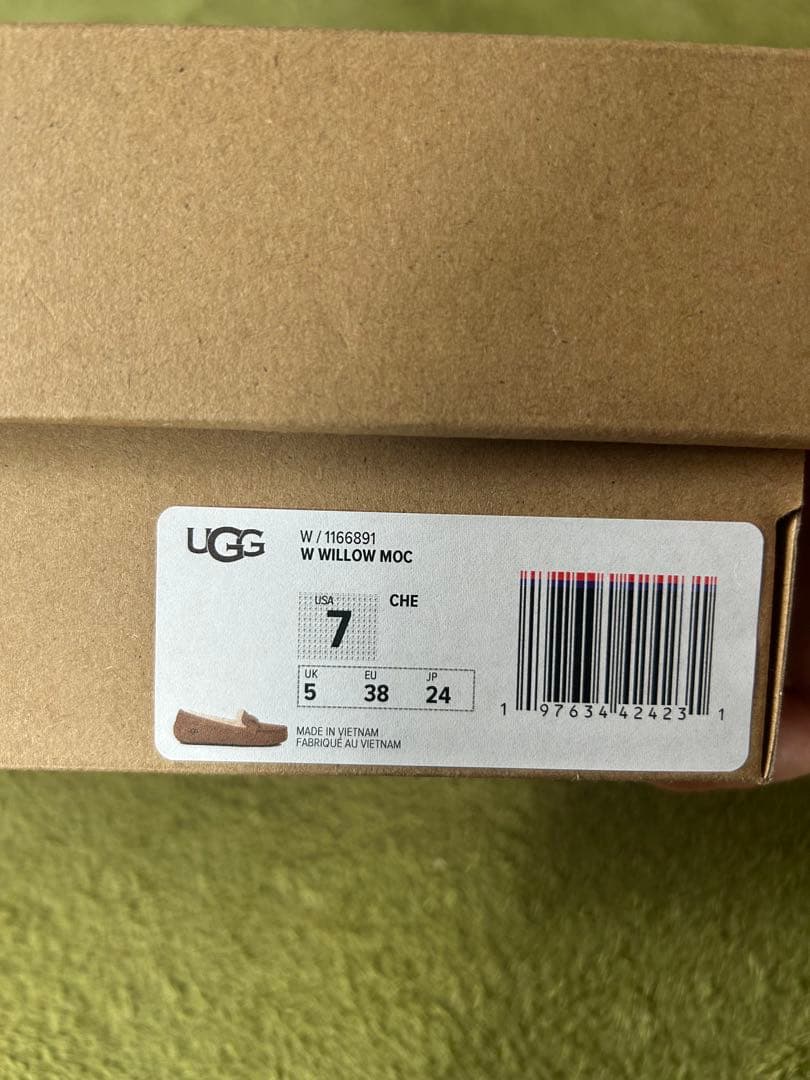 UGG
W / 1166891
W WILLOW MOC
USA
7
CHE
UK
5
EU
38
JP
24
MADE IN VIETNAM
FABRIQUÉ AU VIETNAM
1 97634 42423 1